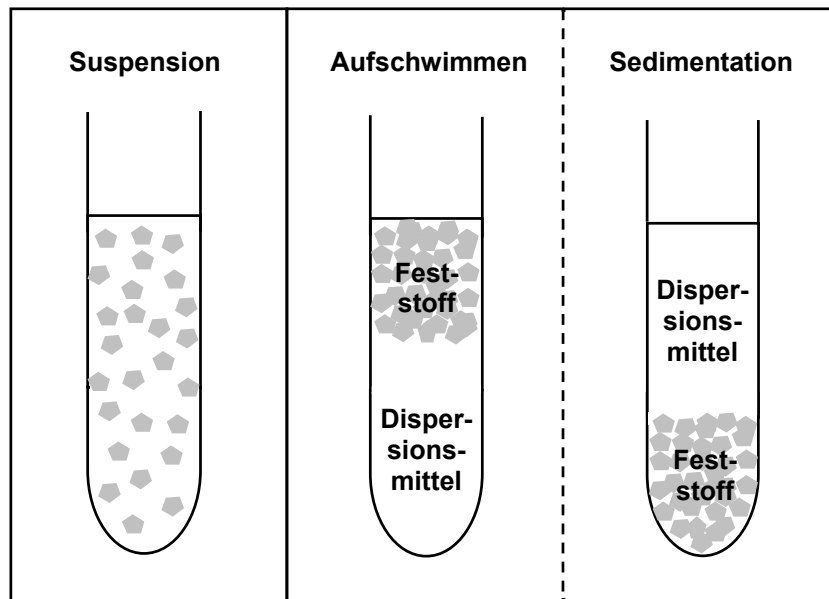 Suspension
Aufschwimmen
Sedimentation
Fest-
stoff
Disper-
sions-
mittel
Disper-
sions-
mittel
Fest-
stoff